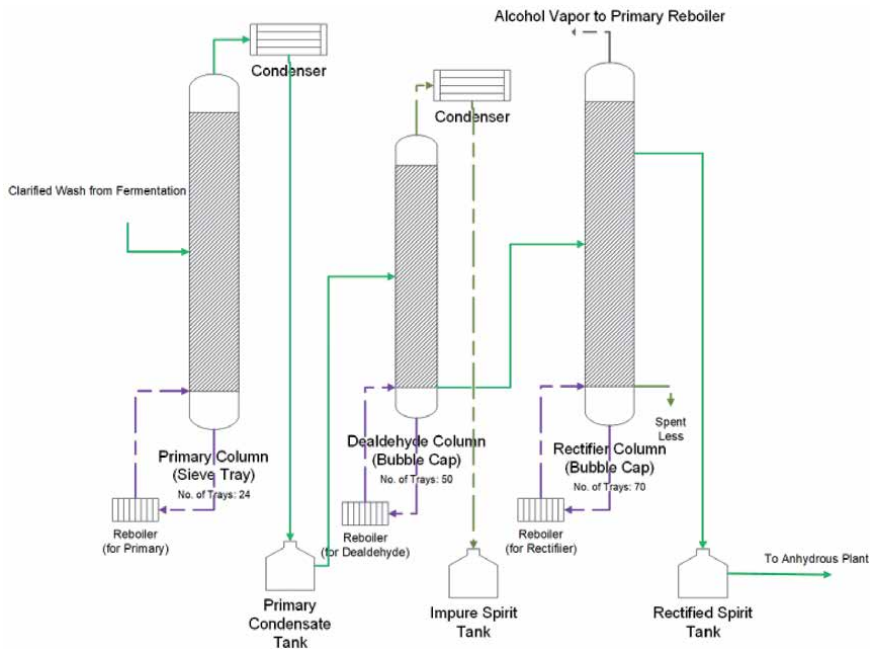 Alcohol Vapor to Primary Reboiler
Condenser
Condenser
Clarified Wash from Fermentation
Primary Column
(Sieve Tray)
No. of Trays: 24
Dealdehyde Column
(Bubble Cap)
No. of Trays: 50
Rectifier Column
(Bubble Cap)
No. of Trays: 70
Spent
Less
Reboiler
(for Primary)
Reboiler
(for Dealdehyde)
Reboiler
(for Rectifiier)
Primary
Condensate
Tank
Impure Spirit
Tank
Rectified Spirit
Tank
To Anhydrous Plant